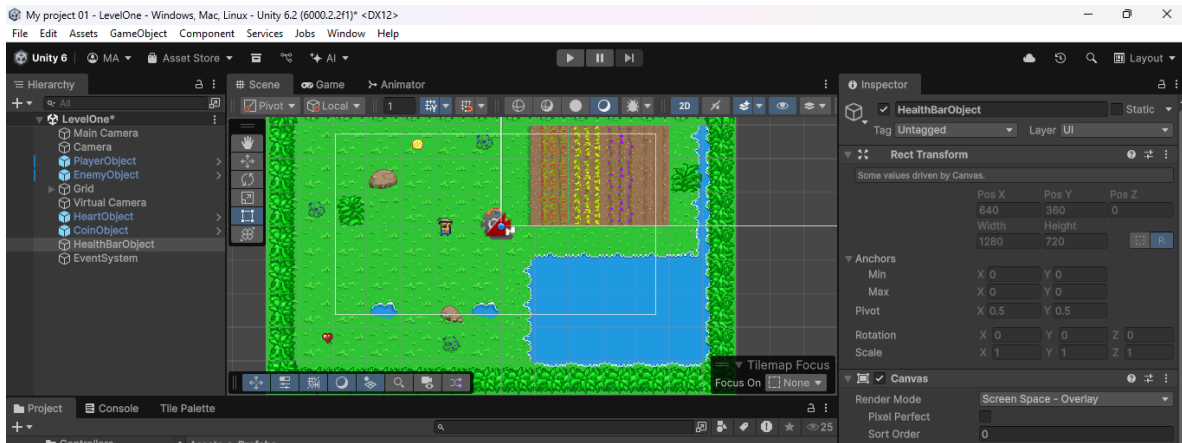 My project 01 - LevelOne - Windows, Mac, Linux - Unity 6.2 (6000.2.2f1)* <DX12>
File Edit Assets GameObject Component Services Jobs Window Help
Unity 6 MA Asset Store AI Layout
Hierarchy
All
LevelOne*
Main Camera
Camera
PlayerObject
EnemyObject
Grid
Virtual Camera
HeartObject
CoinObject
HealthBarObject
EventSystem
Scene Game Animator
Pivot Local 1 2D
Tilemap Focus
Focus On None
Inspector
HealthBarObject Static
Tag Untagged Layer UI
Rect Transform
Some values driven by Canvas.
Pos X Pos Y Pos Z
640 360 0
Width Height
1280 720 R
Anchors
Min X 0 Y 0
Max X 0 Y 0
Pivot X 0.5 Y 0.5
Rotation X 0 Y 0 Z 0
Scale X 1 Y 1 Z 1
Canvas
Render Mode Screen Space - Overlay
Pixel Perfect
Sort Order 0
Project Console Tile Palette
25